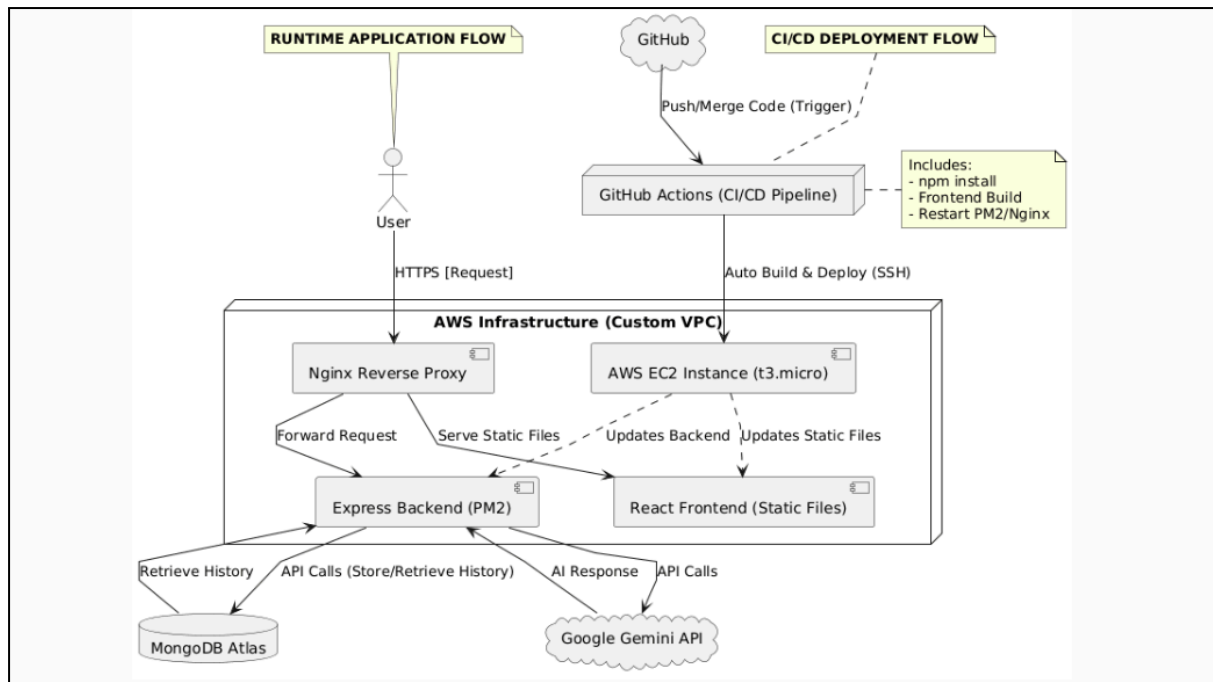 RUNTIME APPLICATION FLOW
GitHub
CI/CD DEPLOYMENT FLOW
Push/Merge Code (Trigger)
Includes:
- npm install
- Frontend Build
- Restart PM2/Nginx
GitHub Actions (CI/CD Pipeline)
User
HTTPS [Request]
Auto Build & Deploy (SSH)
AWS Infrastructure (Custom VPC)
Nginx Reverse Proxy
AWS EC2 Instance (t3.micro)
Forward Request
Serve Static Files
Updates Backend
Updates Static Files
Express Backend (PM2)
React Frontend (Static Files)
Retrieve History
API Calls (Store/Retrieve History)
AI Response
API Calls
MongoDB Atlas
Google Gemini API